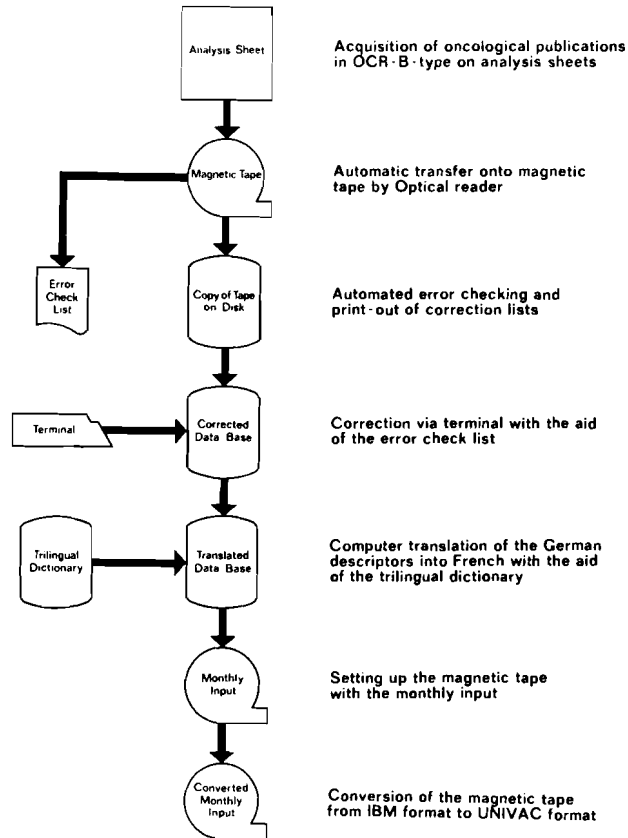 Analysis Sheet
Acquisition of oncological publications
in OCR-B-type on analysis sheets
Magnetic Tape
Automatic transfer onto magnetic
tape by Optical reader
Error
Check
List
Copy of Tape
on Disk
Automated error checking and
print-out of correction lists
Terminal
Corrected
Data Base
Correction via terminal with the aid
of the error check list
Trilingual
Dictionary
Translated
Data Base
Computer translation of the German
descriptors into French with the aid
of the trilingual dictionary
Monthly
Input
Setting up the magnetic tape
with the monthly input
Converted
Monthly
Input
Conversion of the magnetic tape
from IBM format to UNIVAC format